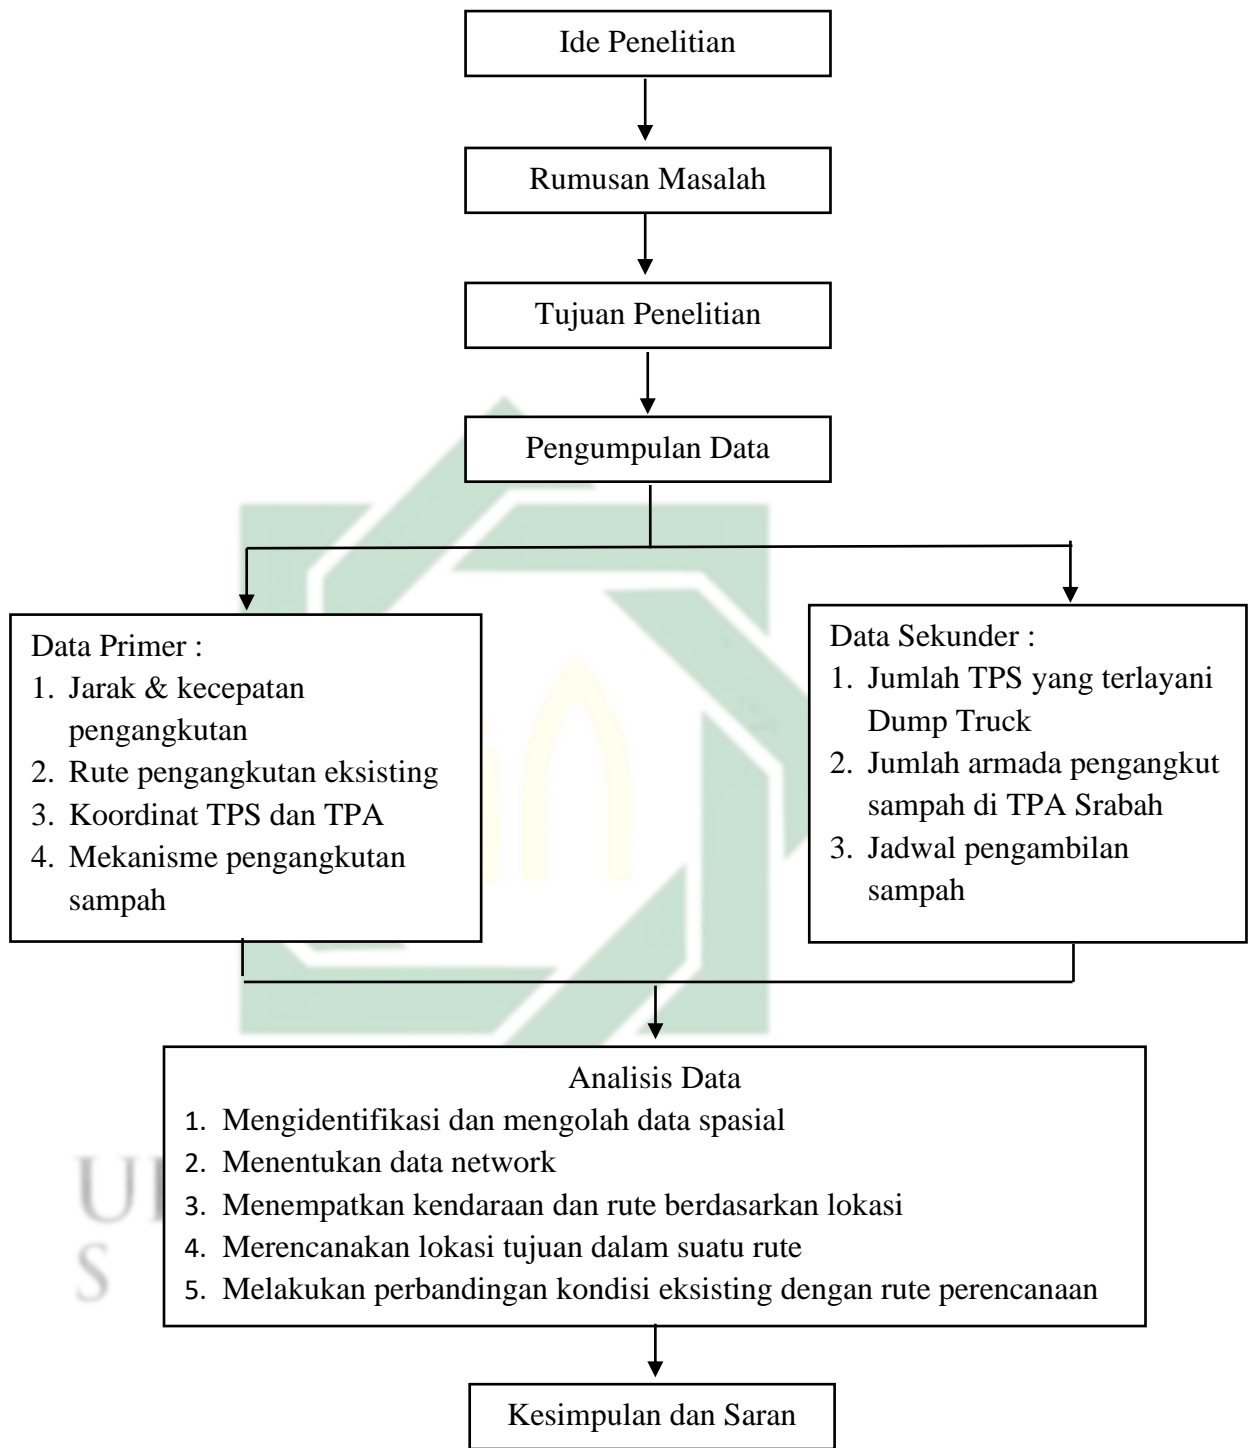 Ide Penelitian
Rumusan Masalah
Tujuan Penelitian
Pengumpulan Data
Data Primer :
1. Jarak & kecepatan
pengangkutan
2. Rute pengangkutan eksisting
3. Koordinat TPS dan TPA
4. Mekanisme pengangkutan
sampah
Data Sekunder :
1. Jumlah TPS yang terlayani
Dump Truck
2. Jumlah armada pengangkut
sampah di TPA Srabah
3. Jadwal pengambilan
sampah
Analisis Data
1. Mengidentifikasi dan mengolah data spasial
2. Menentukan data network
3. Menempatkan kendaraan dan rute berdasarkan lokasi
4. Merencanakan lokasi tujuan dalam suatu rute
5. Melakukan perbandingan kondisi eksisting dengan rute perencanaan
Kesimpulan dan Saran